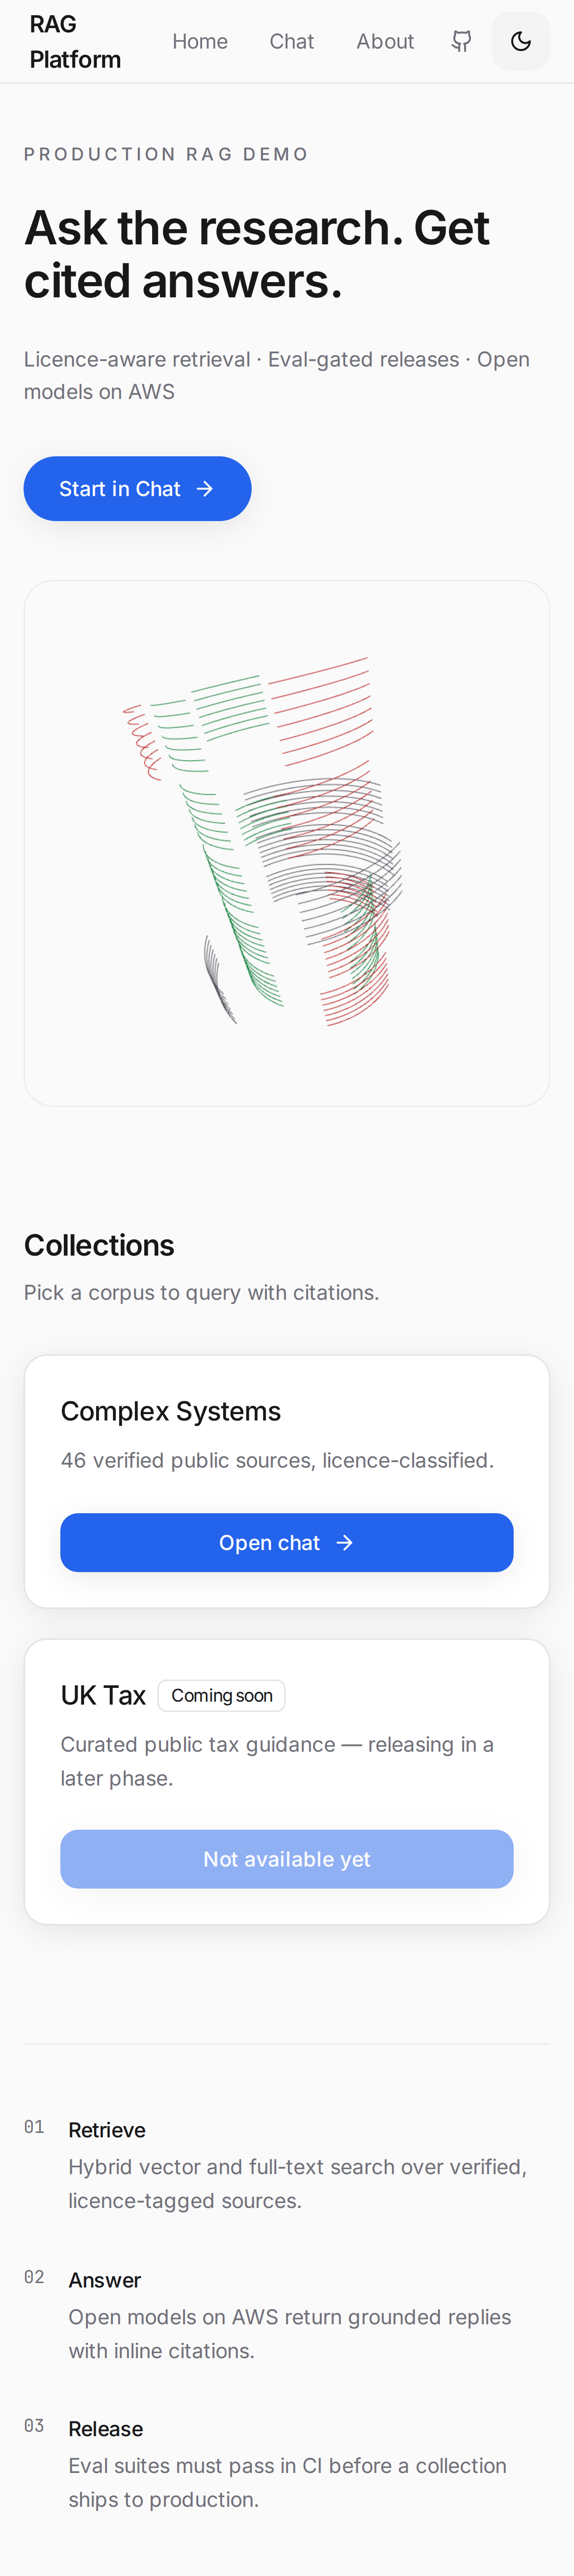 RAG
Platform
Home
Chat
About
PRODUCTION RAG DEMO
Ask the research. Get
cited answers.
Licence-aware retrieval · Eval-gated releases · Open
models on AWS
Start in Chat →
Collections
Pick a corpus to query with citations.
Complex Systems
46 verified public sources, licence-classified.
Open chat →
UK Tax
Coming soon
Curated public tax guidance — releasing in a
later phase.
Not available yet
01
Retrieve
Hybrid vector and full-text search over verified,
licence-tagged sources.
02
Answer
Open models on AWS return grounded replies
with inline citations.
03
Release
Eval suites must pass in CI before a collection
ships to production.